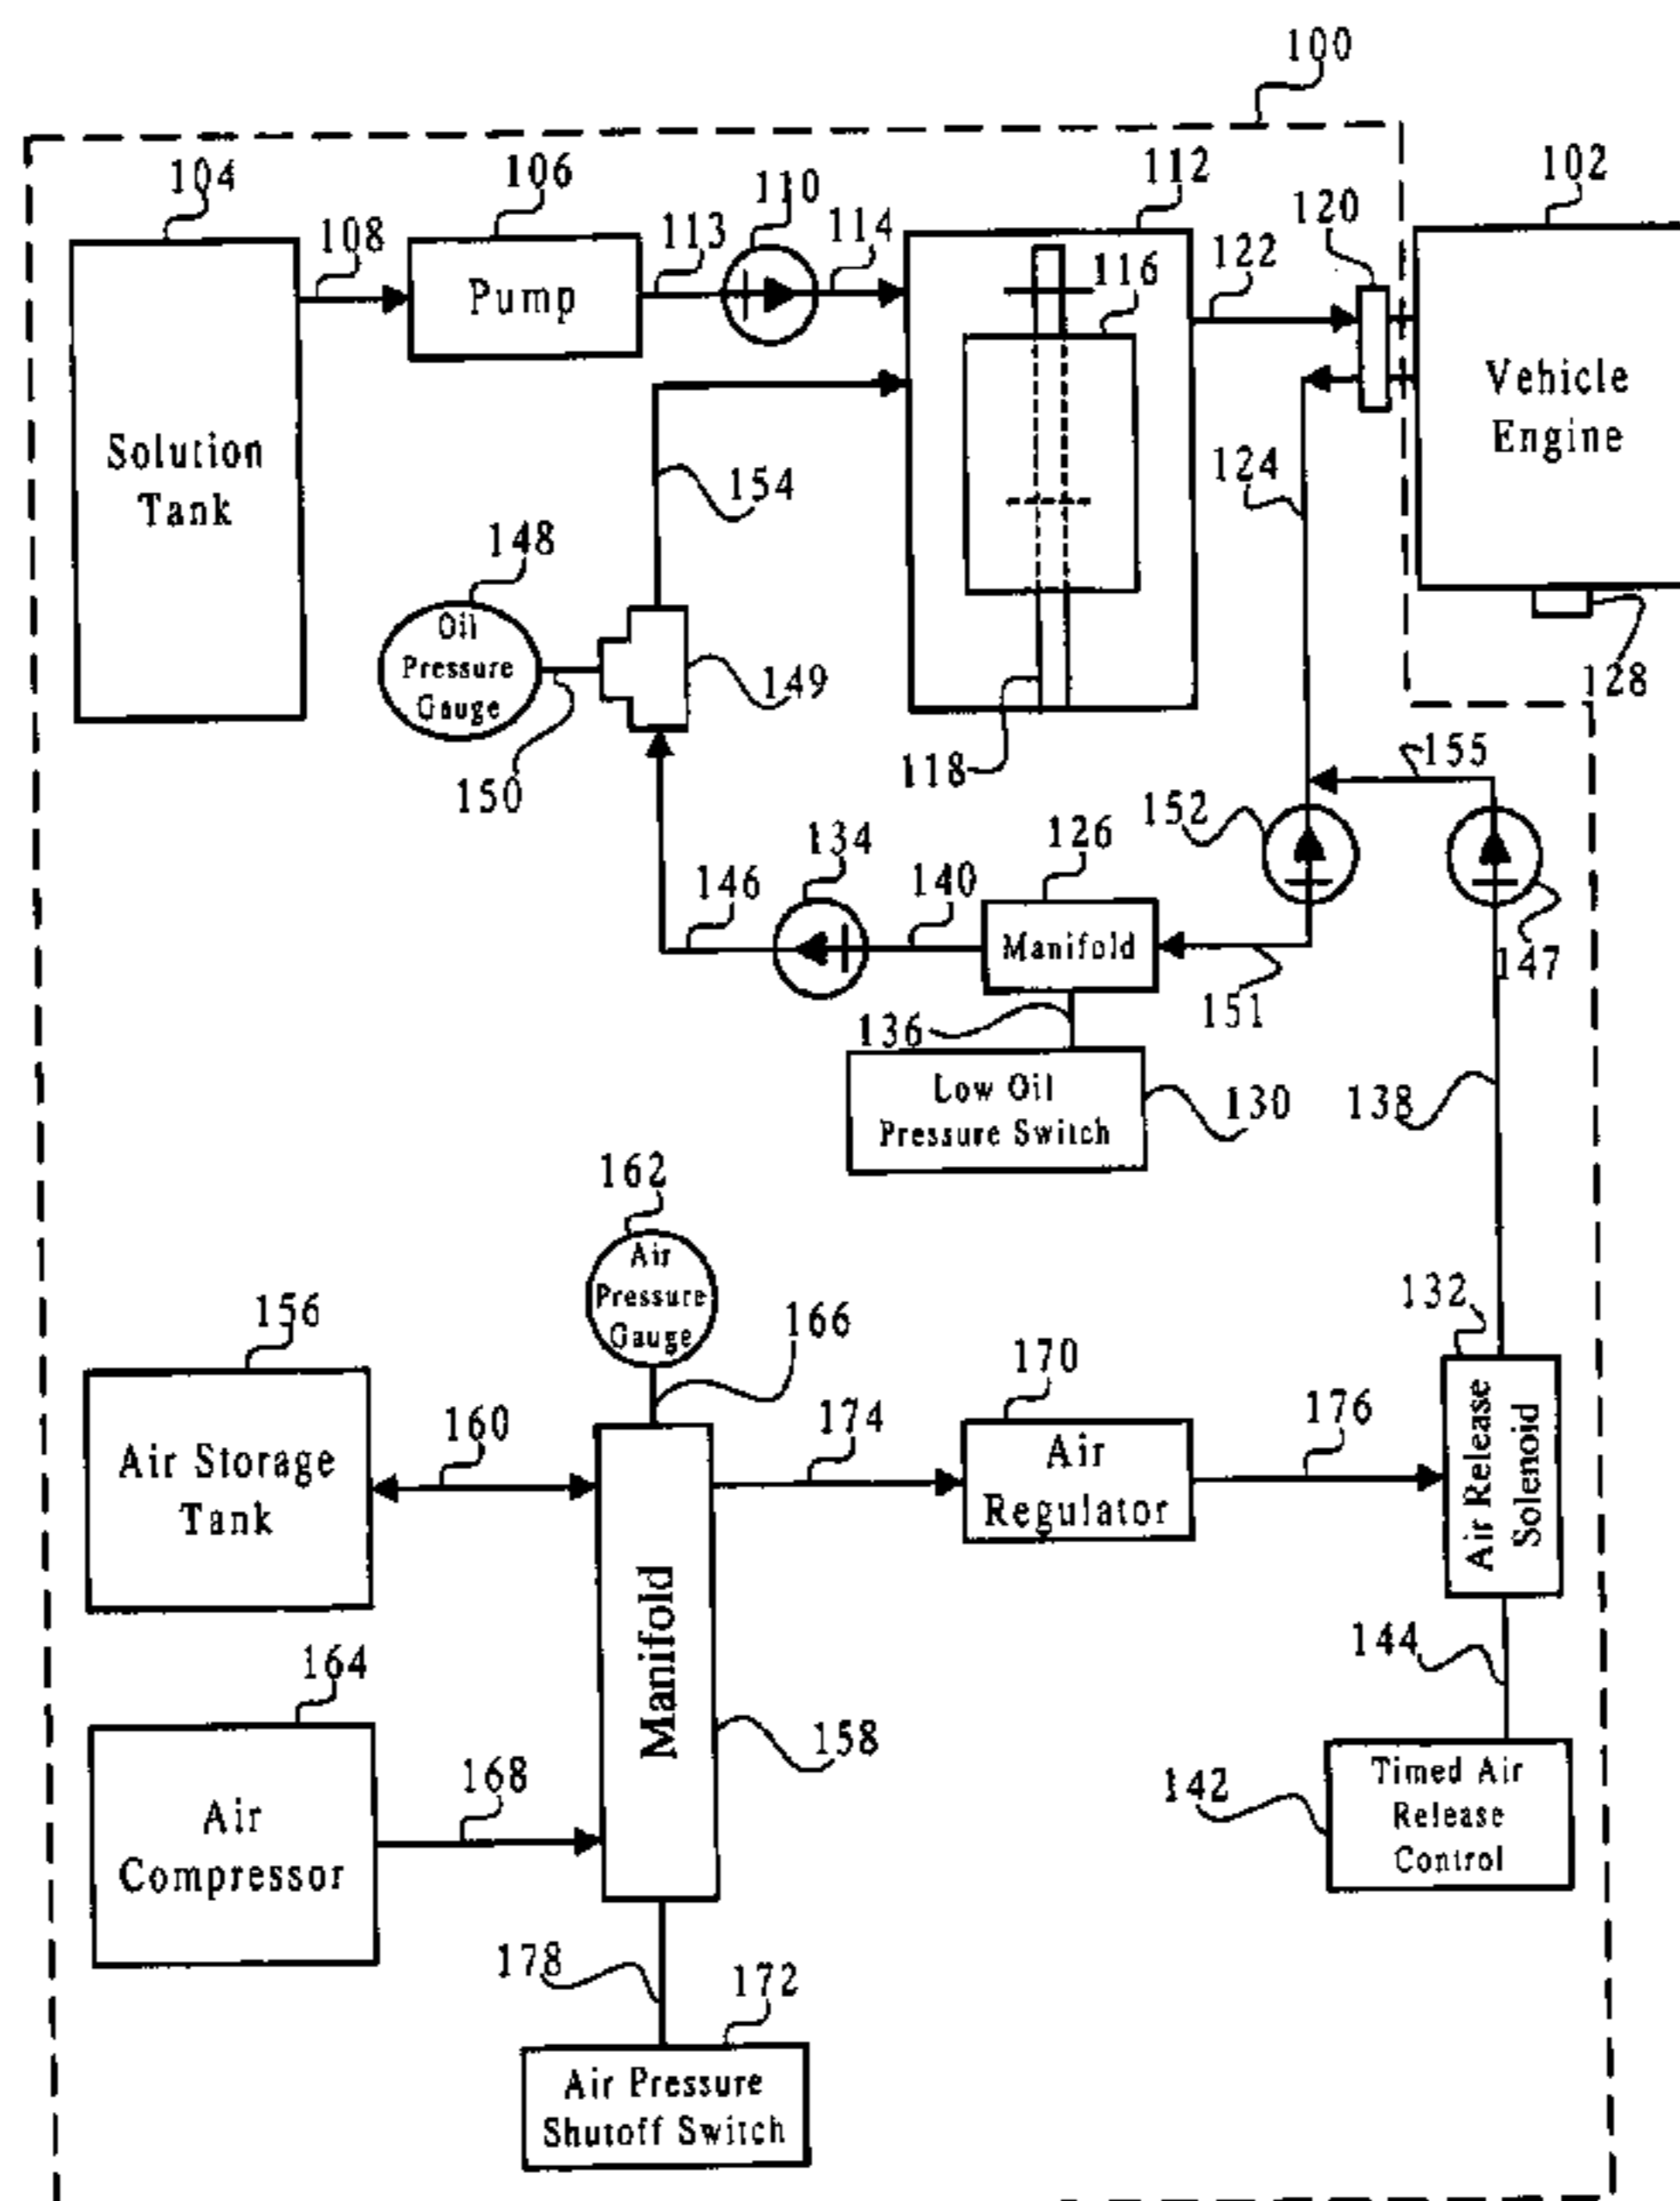 100
104
106
110
112
102
108
113
114
120
116
122
Pump
Vehicle
Engine
Solution
Tank
124
154
148
Oil
Pressure
Gauge
149
128
150
118
155
152
134
126
146
140
Manifold
147
136
151
Low Oil
Pressure Switch
130
138
162
Air
Pressure
Gauge
132
156
166
170
160
174
176
Air Storage
Tank
Air
Regulator
Air Release
Solenoid
Manifold
164
144
158
168
142
Timed Air
Release
Control
Air
Compressor
178
172
Air Pressure
Shutoff Switch